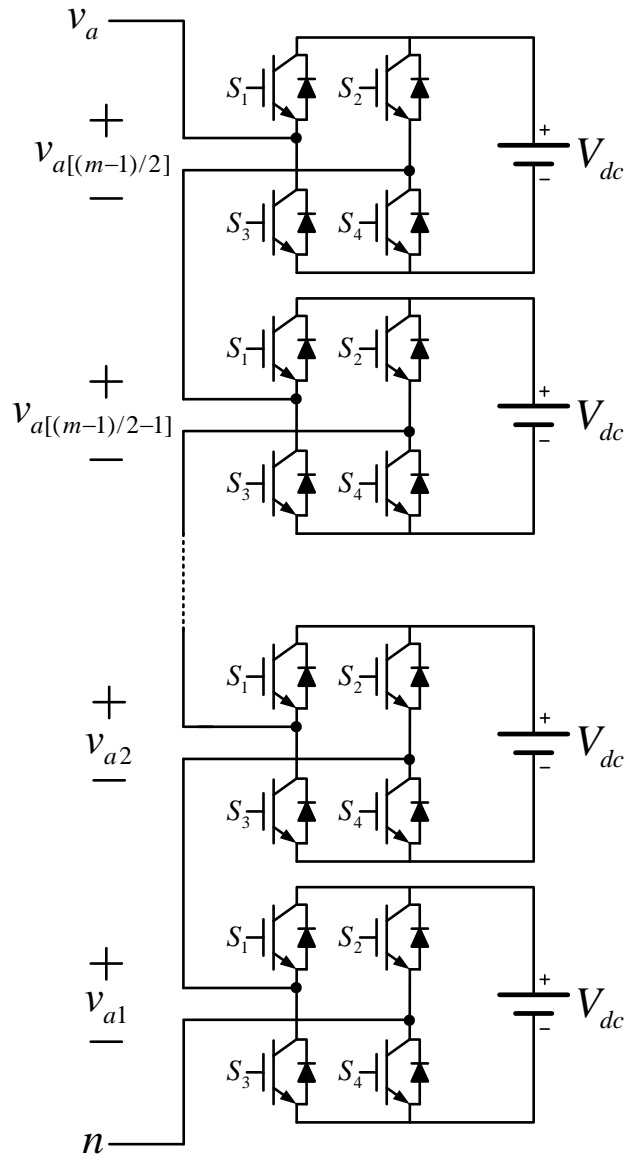 v_a
S_1 S_2
+
+ V_dc
−
v_a[(m−1)/2]
−
S_3 S_4
S_1 S_2
+
+ V_dc
−
v_a[(m−1)/2−1]
−
S_3 S_4
S_1 S_2
+
+ V_dc
−
v_a2
−
S_3 S_4
S_1 S_2
+
+ V_dc
−
v_a1
−
S_3 S_4
n